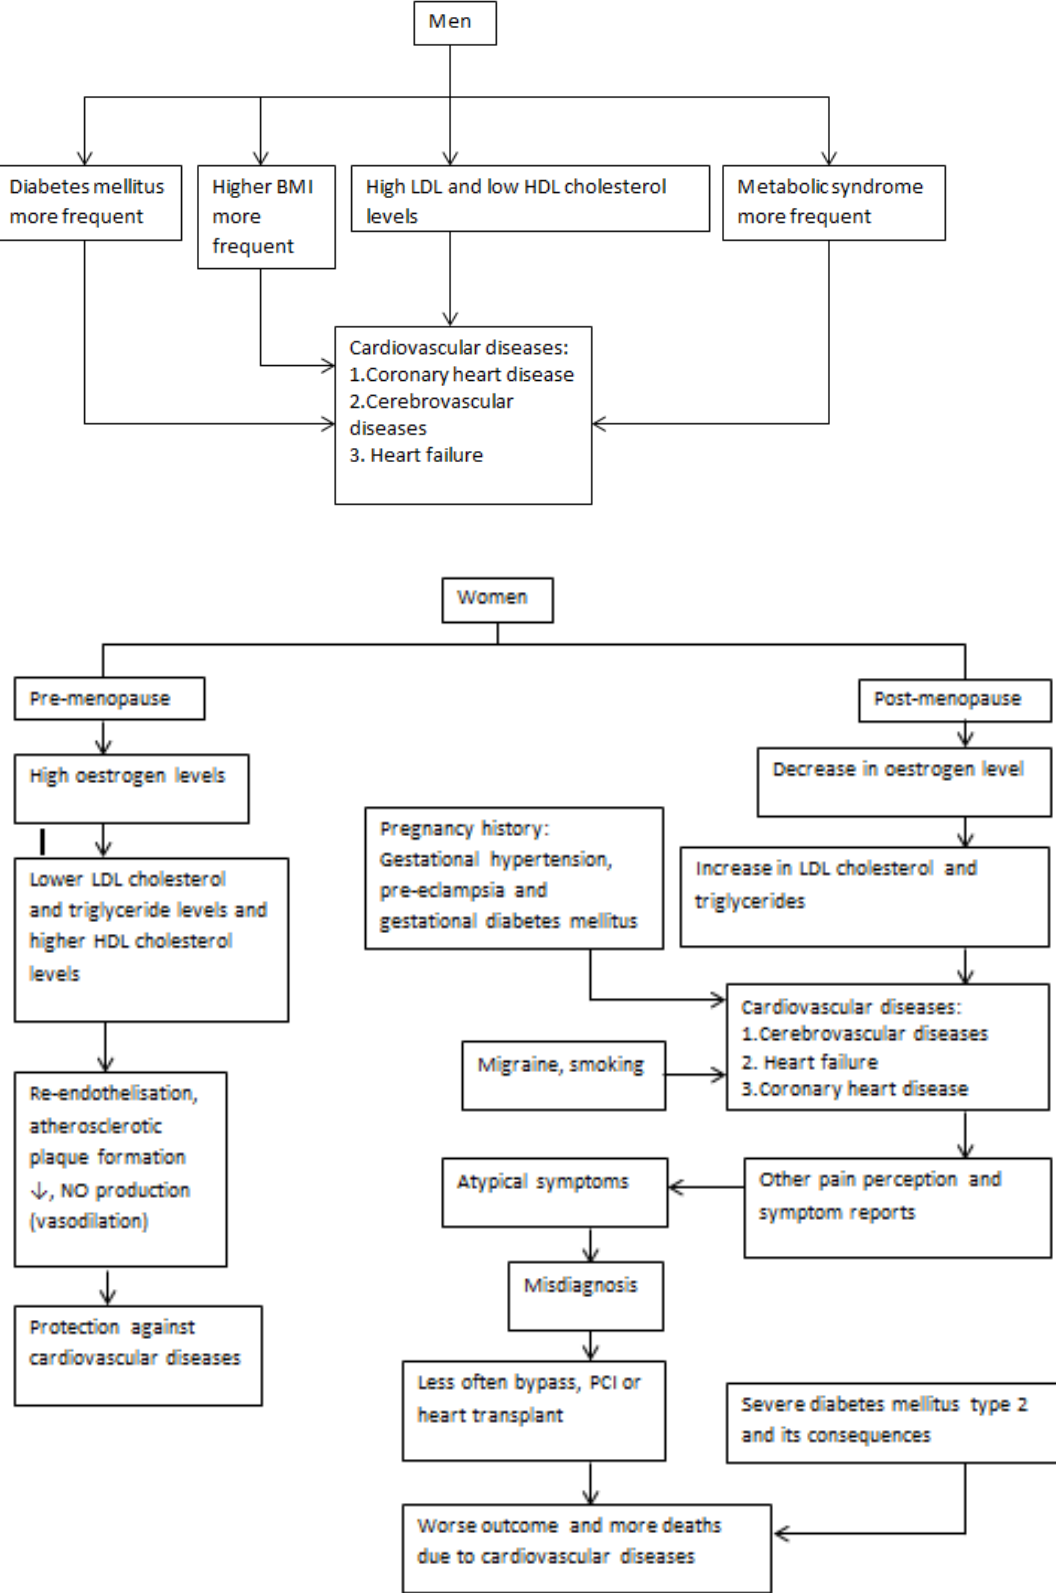 Men
Diabetes mellitus
more frequent
Higher BMI
more
frequent
High LDL and low HDL cholesterol
levels
Metabolic syndrome
more frequent
Cardiovascular diseases:
1.Coronary heart disease
2.Cerebrovascular
diseases
3. Heart failure
Women
Pre-menopause
High oestrogen levels
Lower LDL cholesterol
and triglyceride levels and
higher HDL cholesterol
levels
Re-endothelisation,
atherosclerotic
plaque formation
↓, NO production
(vasodilation)
Protection against
cardiovascular diseases
Post-menopause
Decrease in oestrogen level
Increase in LDL cholesterol and
triglycerides
Pregnancy history:
Gestational hypertension,
pre-eclampsia and
gestational diabetes mellitus
Migraine, smoking
Cardiovascular diseases:
1.Cerebrovascular diseases
2. Heart failure
3.Coronary heart disease
Other pain perception and
symptom reports
Atypical symptoms
Misdiagnosis
Less often bypass, PCI or
heart transplant
Severe diabetes mellitus type 2
and its consequences
Worse outcome and more deaths
due to cardiovascular diseases